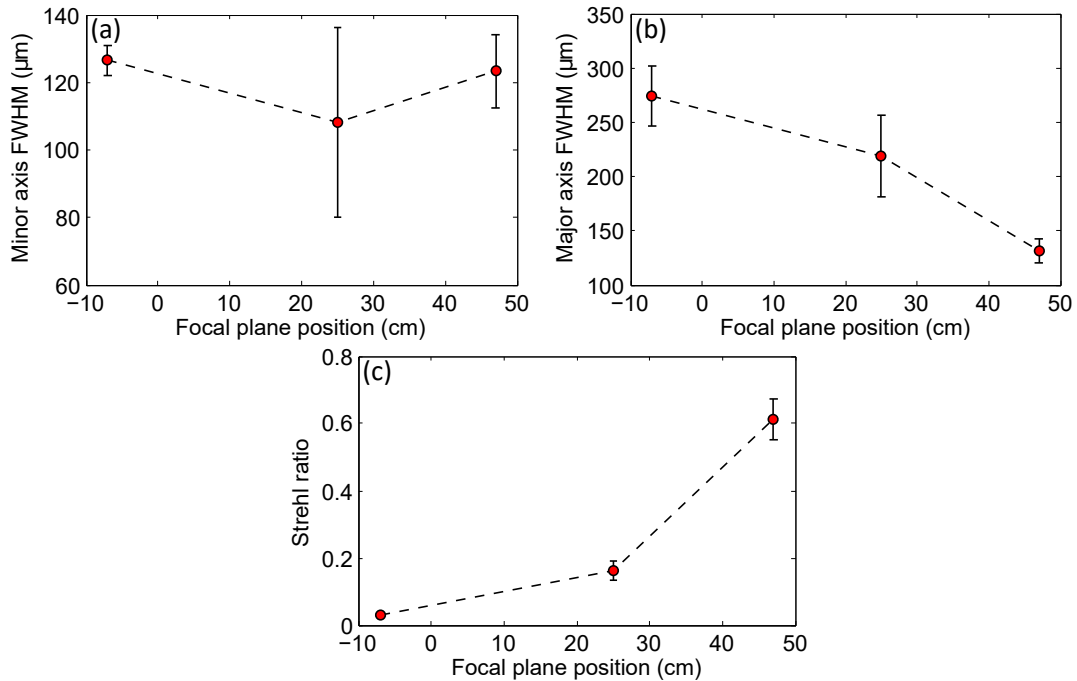 (a)
Minor axis FWHM (µm)
140
120
100
80
60
−10 0 10 20 30 40 50
Focal plane position (cm)
(b)
Major axis FWHM (µm)
350
300
250
200
150
100
−10 0 10 20 30 40 50
Focal plane position (cm)
(c)
Strehl ratio
0.8
0.6
0.4
0.2
0
−10 0 10 20 30 40 50
Focal plane position (cm)